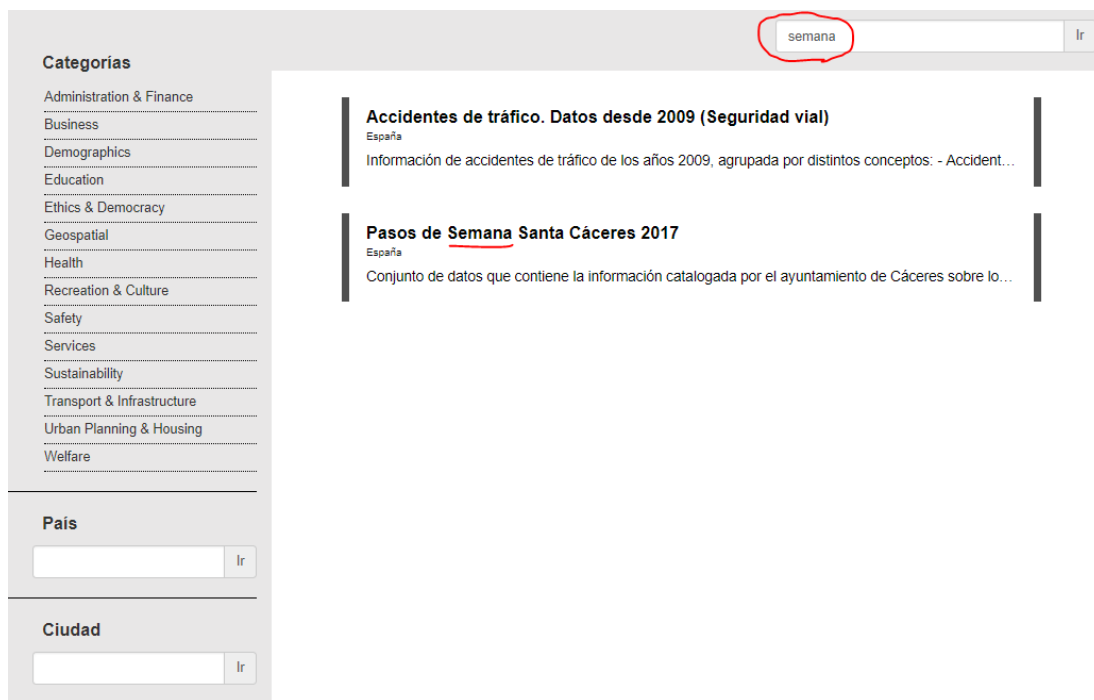 semana
Ir
Categorías
Administration & Finance
Business
Demographics
Education
Ethics & Democracy
Geospatial
Health
Recreation & Culture
Safety
Services
Sustainability
Transport & Infrastructure
Urban Planning & Housing
Welfare
País
Ir
Ciudad
Ir
Accidentes de tráfico. Datos desde 2009 (Seguridad vial)
España
Información de accidentes de tráfico de los años 2009, agrupada por distintos conceptos: - Accident...
Pasos de Semana Santa Cáceres 2017
España
Conjunto de datos que contiene la información catalogada por el ayuntamiento de Cáceres sobre lo...